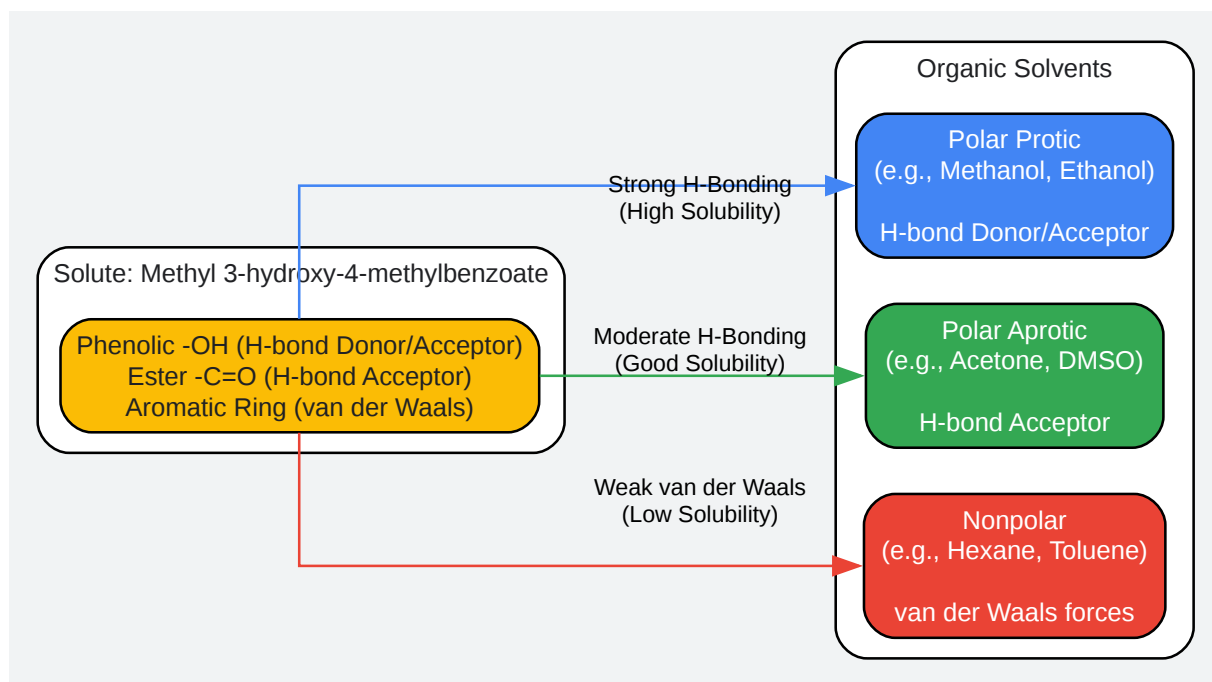 Organic Solvents
Polar Protic
(e.g., Methanol, Ethanol)
H-bond Donor/Acceptor
Strong H-Bonding
(High Solubility)
Solute: Methyl 3-hydroxy-4-methylbenzoate
Phenolic -OH (H-bond Donor/Acceptor)
Ester -C=O (H-bond Acceptor)
Aromatic Ring (van der Waals)
Moderate H-Bonding
(Good Solubility)
Polar Aprotic
(e.g., Acetone, DMSO)
H-bond Acceptor
Weak van der Waals
(Low Solubility)
Nonpolar
(e.g., Hexane, Toluene)
van der Waals forces